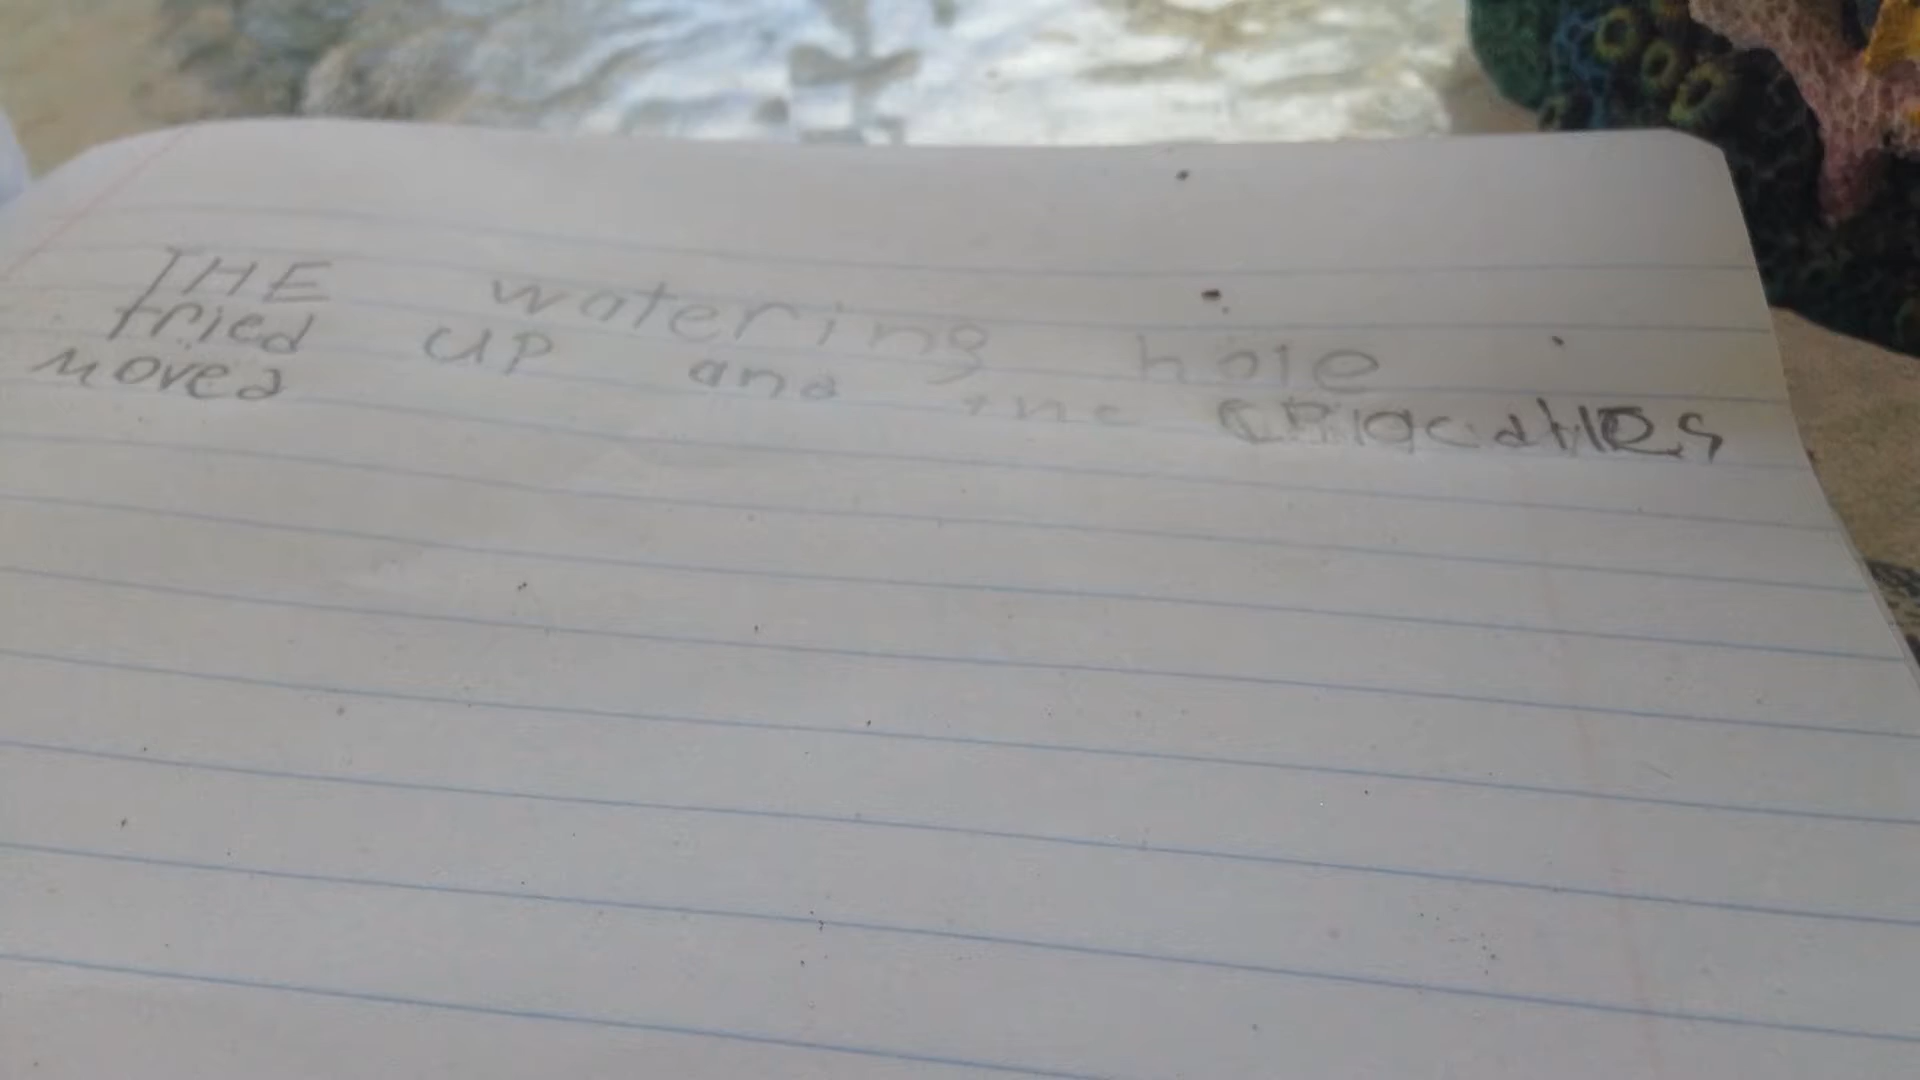 THE watering hole
tried up and the
moved